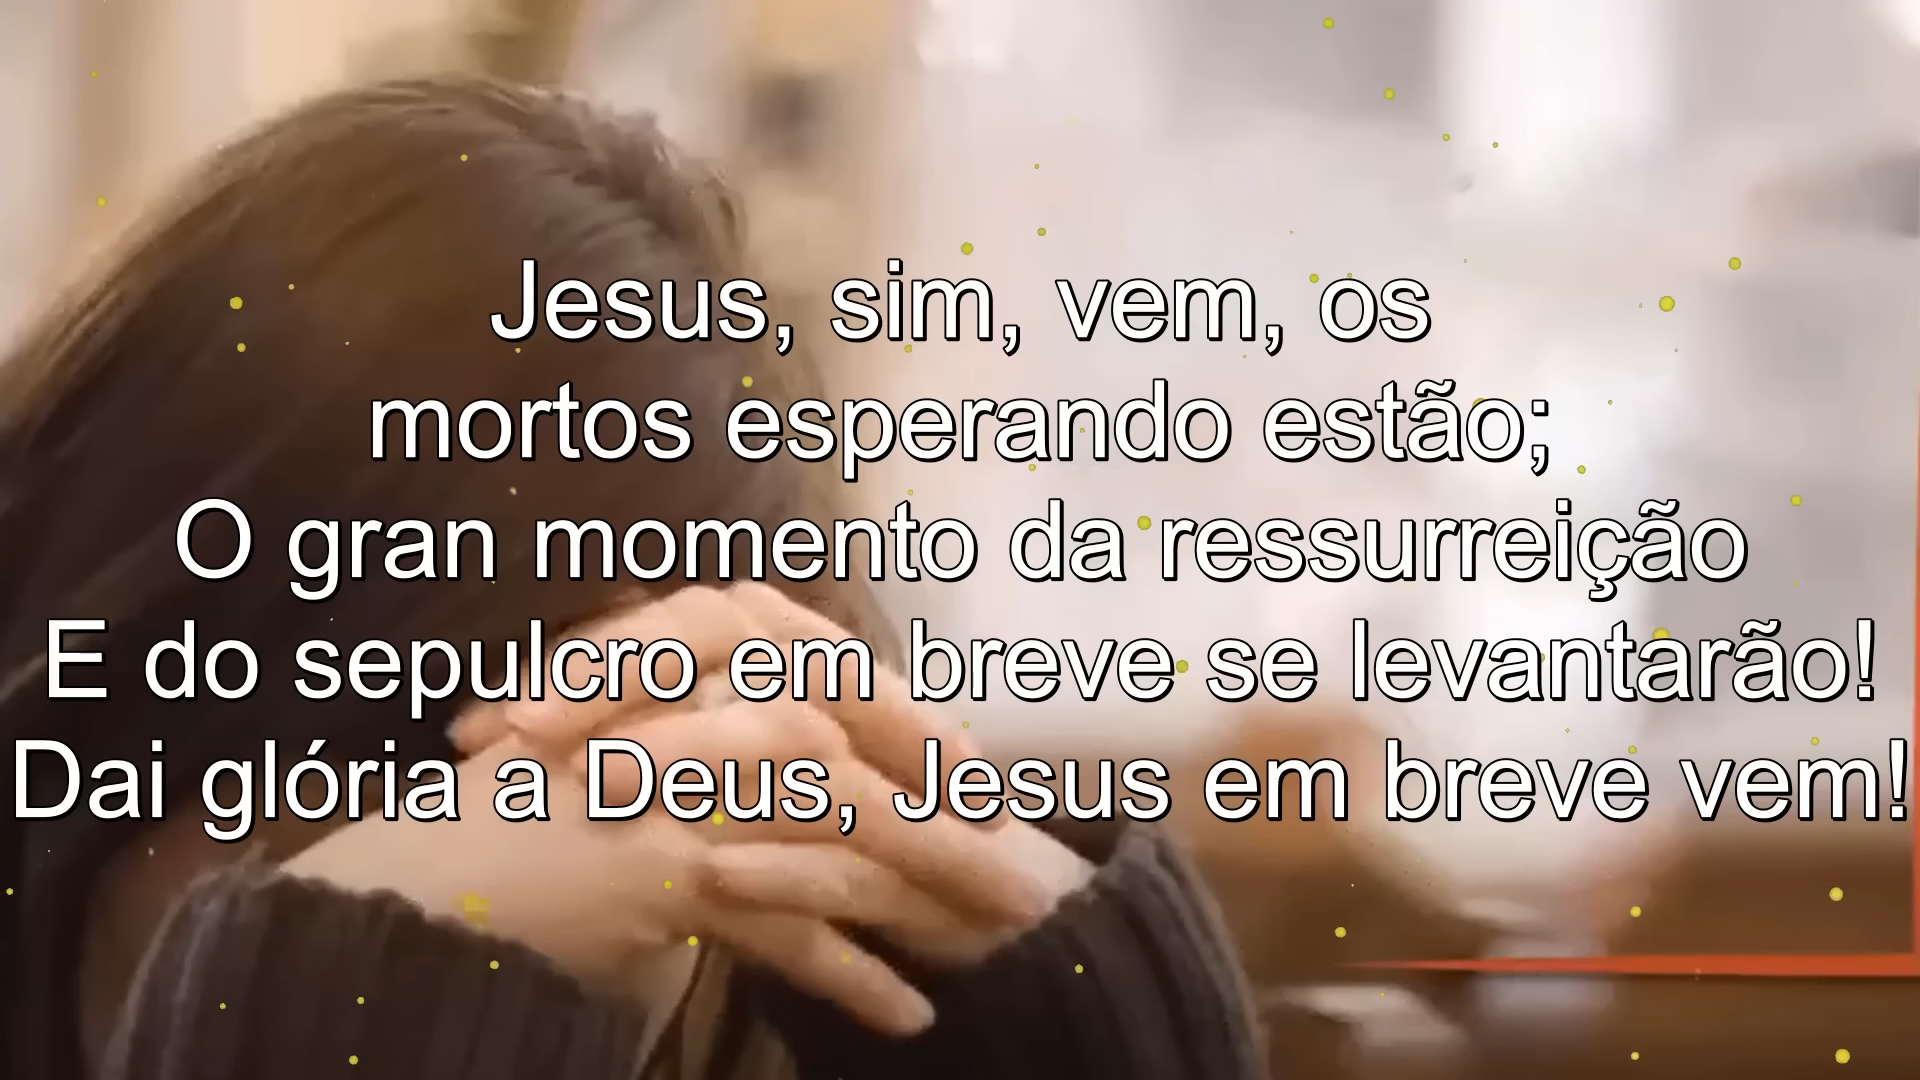 Jesus, sim, vem, os
mortos esperando estão;
O gran momento da ressurreição
E do sepulcro em breve se levantarão!
Dai glória a Deus, Jesus em breve vem!